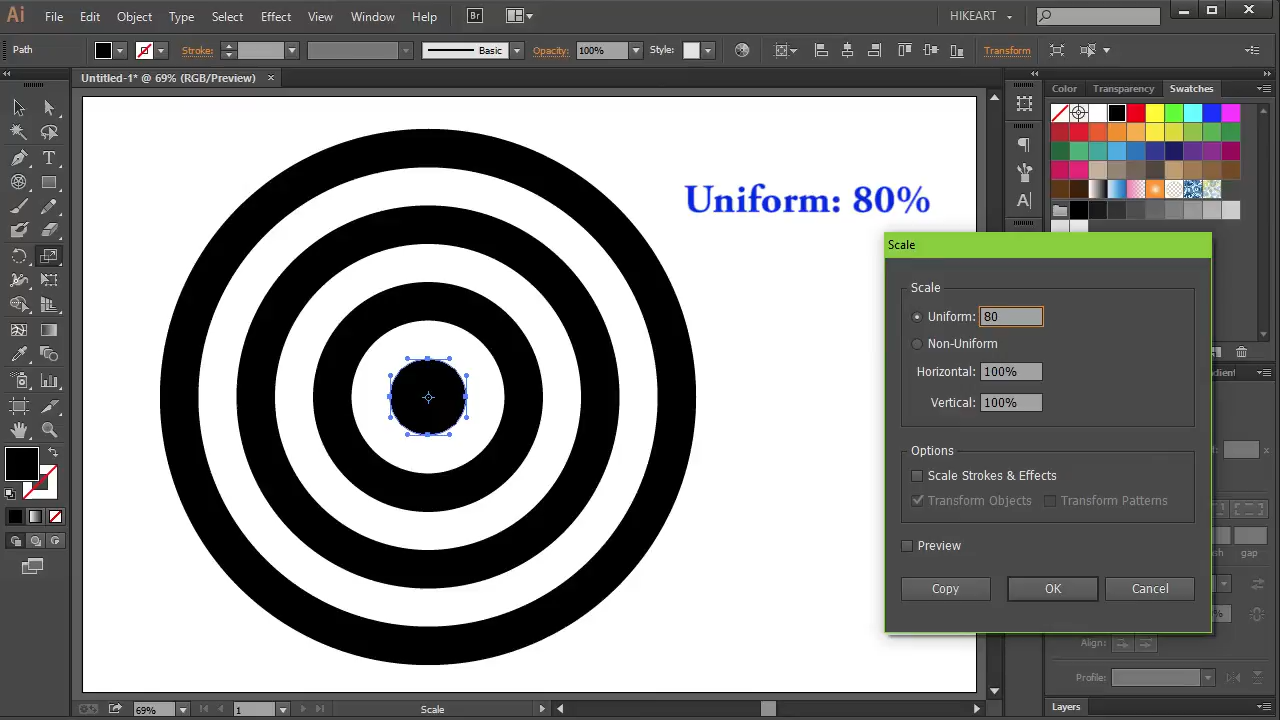 Ai File Edit Object Type Select Effect View Window Help Br HIKEART
Path Stroke: Basic Opacity: 100% Style: Transform
Untitled-1* @ 69% (RGB/Preview) ×
Color Transparency Swatches
Uniform: 80%
Scale
Scale
Uniform: 80
Non-Uniform
Horizontal: 100%
Vertical: 100%
Options
Scale Strokes & Effects
Transform Objects Transform Patterns
Preview
gap
Copy OK Cancel
Align:
Profile:
69% 1 Scale
Layers